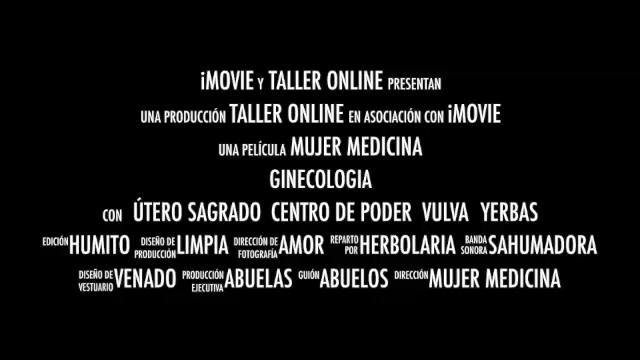 iMOVIE Y TALLER ONLINE PRESENTAN
UNA PRODUCCIÓN TALLER ONLINE EN ASOCIACIÓN CON iMOVIE
UNA PELÍCULA MUJER MEDICINA
GINECOLOGIA
CON ÚTERO SAGRADO CENTRO DE PODER VULVA YERBAS
EDICIÓN HUMITO DISEÑO DE PRODUCCIÓN LIMPIA DIRECCIÓN DE FOTOGRAFÍA AMOR REPARTO POR HERBOLARIA BANDA SONORA SAHUMADORA
DISEÑO DE VESTUARIO VENADO PRODUCCIÓN EJECUTIVA ABUELAS GUIÓN ABUELOS DIRECCIÓN MUJER MEDICINA